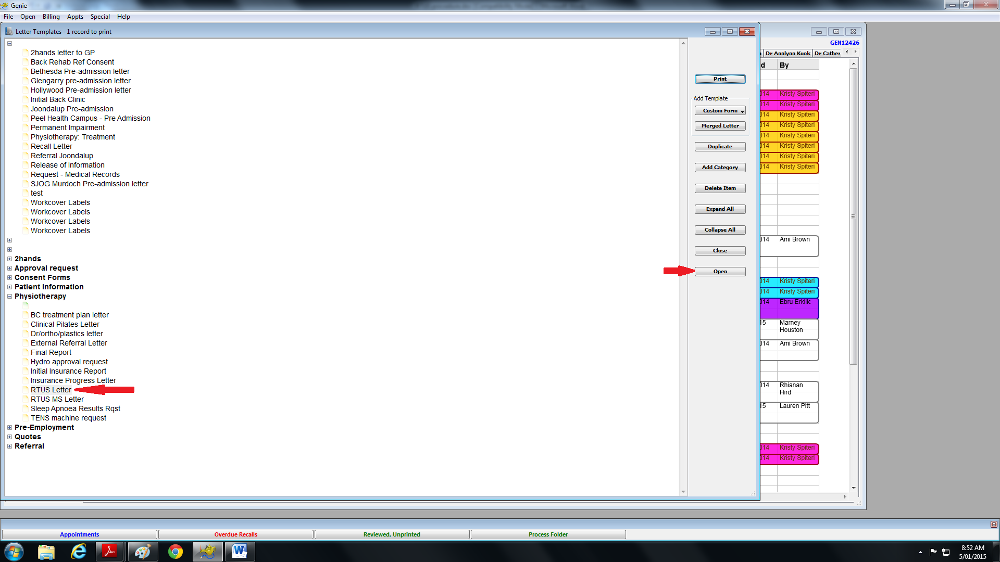 Genie
File Open Billing Appts Special Help
Letter Templates - 1 record to print
2hands letter to GP
Back Rehab Ref Consent
Bethesda Pre-admission letter
Glengarry pre-admission letter
Hollywood Pre-admission letter
Initial Back Clinic
Joondalup Pre-admission
Peel Health Campus - Pre Admission
Permanent Impairment
Physiotherapy: Treatment
Recall Letter
Referral Joondalup
Release of Information
Request - Medical Records
SJOG Murdoch Pre-admission letter
test
Workcover Labels
Workcover Labels
Workcover Labels
Workcover Labels
2hands
Approval request
Consent Forms
Patient Information
Physiotherapy
BC treatment plan letter
Clinical Pilates Letter
Dr/ortho/plastics letter
External Referral Letter
Final Report
Hydro approval request
Initial Insurance Report
Insurance Progress Letter
RTUS Letter
RTUS MS Letter
Sleep Apnoea Results Rqst
TENS machine request
Pre-Employment
Quotes
Referral
Print
Add Template
Custom Form
Merged Letter
Duplicate
Add Category
Delete Item
Expand All
Collapse All
Close
Open
GEN12426
Dr Annlynn Kuok Dr Cather
d By
014 Kristy Spiteri
014 Kristy Spiteri
014 Kristy Spiteri
014 Kristy Spiteri
014 Kristy Spiteri
014 Kristy Spiteri
014 Kristy Spiteri
014 Kristy Spiteri
014 Ami Brown
014 Kristy Spiteri
014 Kristy Spiteri
014 Ebru Erkilic
15 Marney
Houston
014 Ami Brown
014 Rhianan
Hird
15 Lauren Pitt
014 Kristy Spiteri
014 Kristy Spiteri
Appointments Overdue Recalls Reviewed, Unprinted Process Folder
8:52 AM
5/01/2015